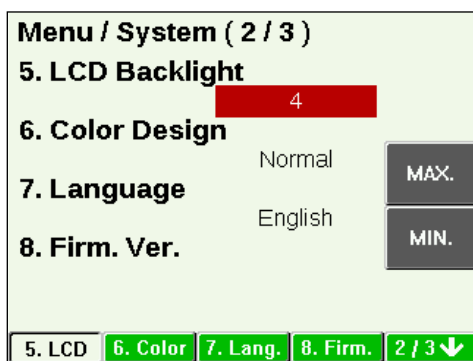 Menu / System ( 2 / 3 )
5. LCD Backlight
4
6. Color Design
Normal
MAX.
7. Language
English
MIN.
8. Firm. Ver.
5. LCD 6. Color 7. Lang. 8. Firm. 2 / 3